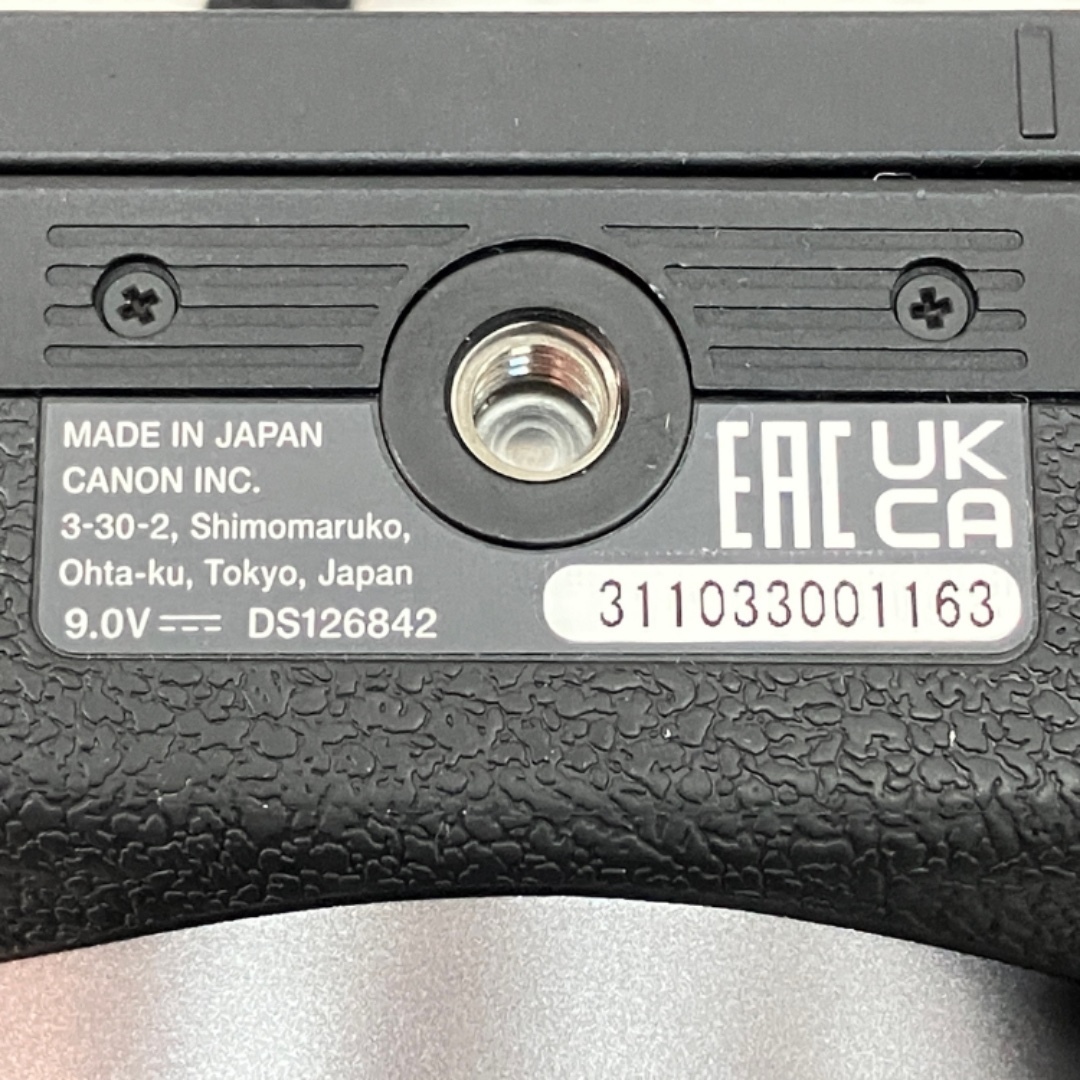 MADE IN JAPAN
CANON INC.
3-30-2, Shimomaruko,
Ohta-ku, Tokyo, Japan
9.0V⎓ DS126842
EAC
UK
CA
311033001163